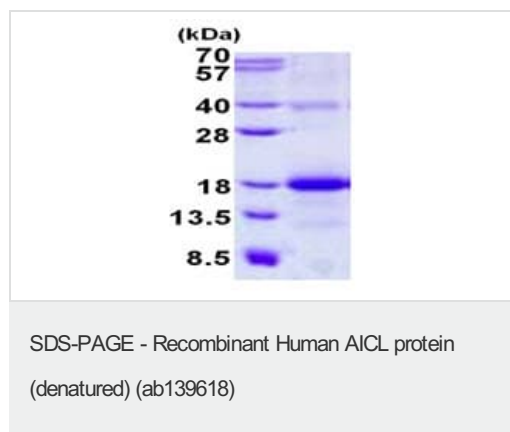 (kDa)
70
57
40
28
18
13.5
8.5
SDS-PAGE - Recombinant Human AICL protein
(denatured) (ab139618)